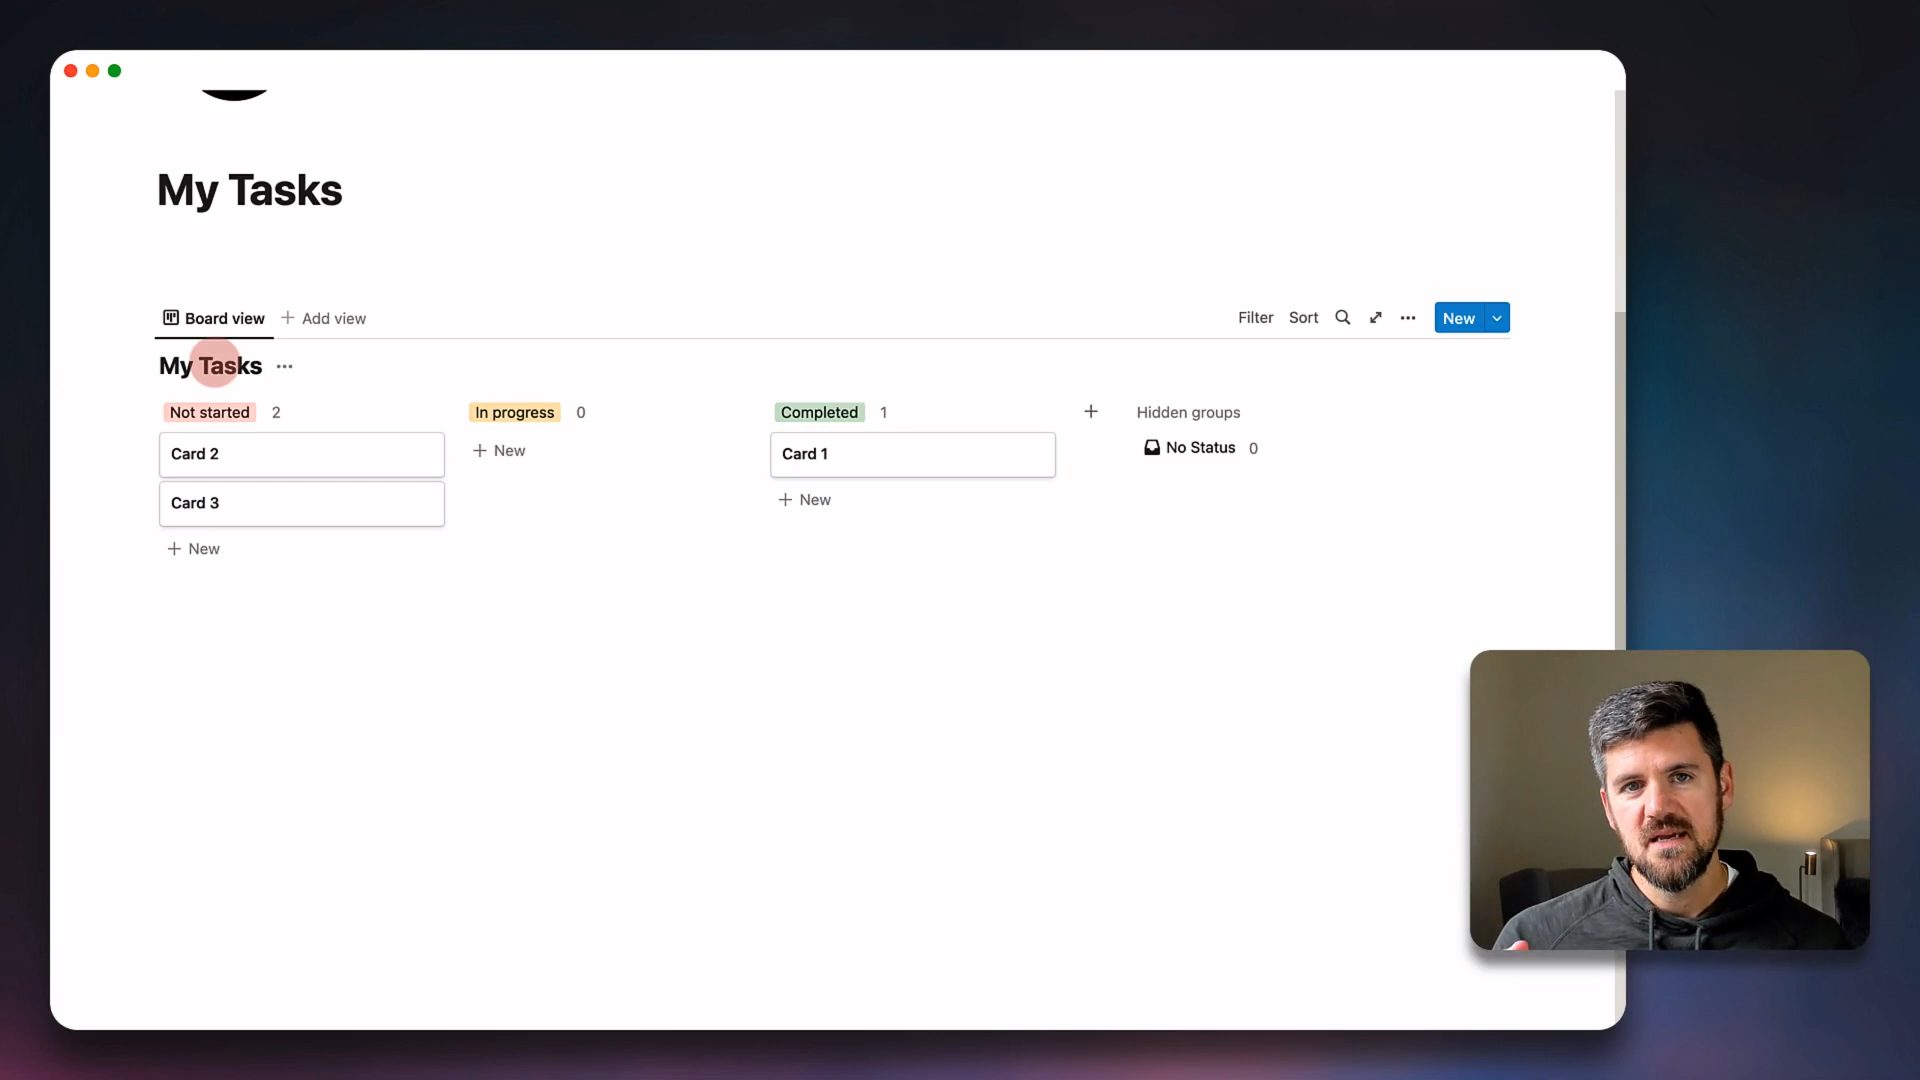 My Tasks
Board view
Add view
Filter
Sort
New
My Tasks
Not started 2
In progress 0
Completed 1
Hidden groups
Card 2
New
Card 1
No Status 0
Card 3
New
New